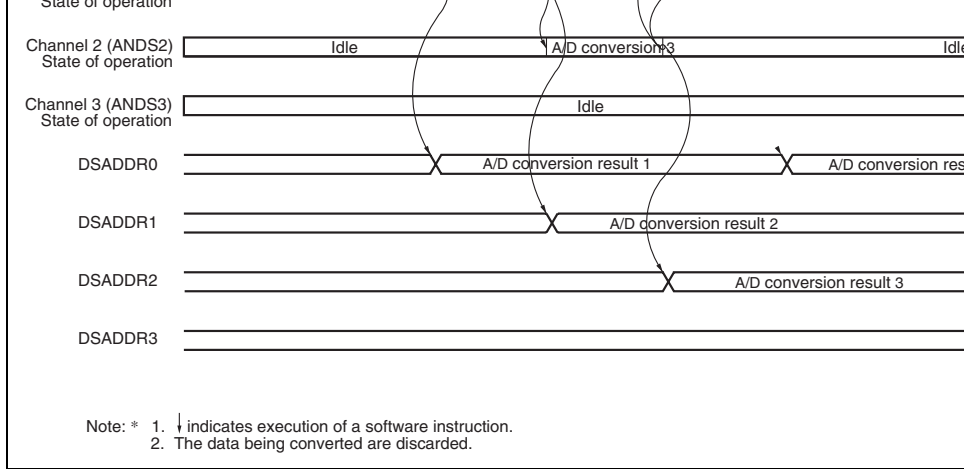 State of operation
Channel 2 (ANDS2) Idle A/D conversion 3
State of operation
Channel 3 (ANDS3) Idle
State of operation
DSADDR0 A/D conversion result 1 A/D conversion
DSADDR1 A/D conversion result 2
DSADDR2 A/D conversion result 3
DSADDR3
Note: * 1. ↓ indicates execution of a software instruction.
2. The data being converted are discarded.